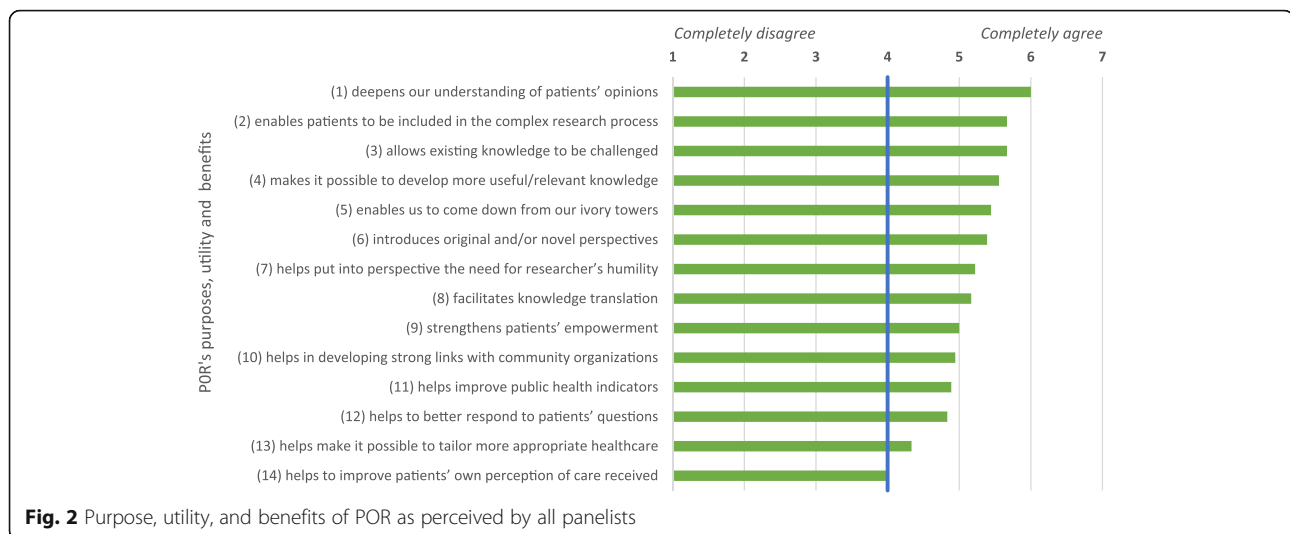 Completely disagree Completely agree
1 2 3 4 5 6 7
POR's purposes, utility and benefits
(1) deepens our understanding of patients’ opinions
(2) enables patients to be included in the complex research process
(3) allows existing knowledge to be challenged
(4) makes it possible to develop more useful/relevant knowledge
(5) enables us to come down from our ivory towers
(6) introduces original and/or novel perspectives
(7) helps put into perspective the need for researcher’s humility
(8) facilitates knowledge translation
(9) strengthens patients’ empowerment
(10) helps in developing strong links with community organizations
(11) helps improve public health indicators
(12) helps to better respond to patients’ questions
(13) helps make it possible to tailor more appropriate healthcare
(14) helps to improve patients’ own perception of care received
Fig. 2 Purpose, utility, and benefits of POR as perceived by all panelists